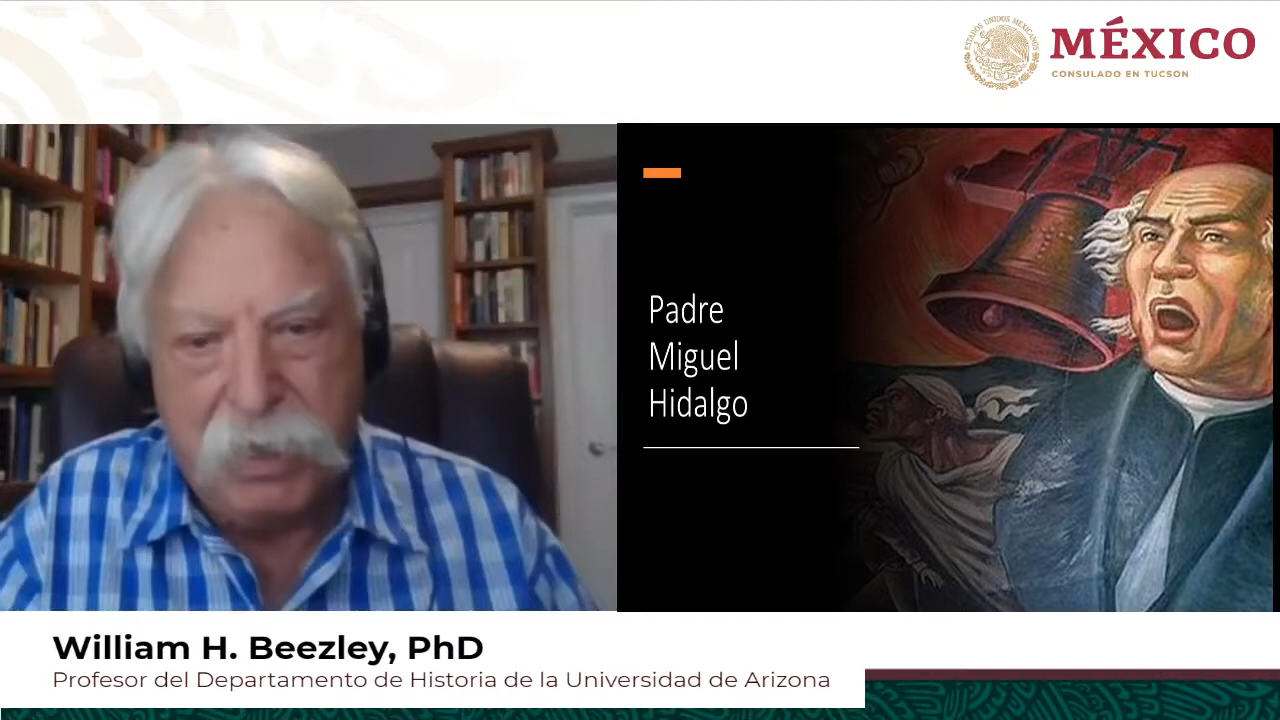 ESTADOS UNIDOS MEXICANOS
MÉXICO
CONSULADO EN TUCSON
Padre
Miguel
Hidalgo
William H. Beezley, PhD
Profesor del Departamento de Historia de la Universidad de Arizona